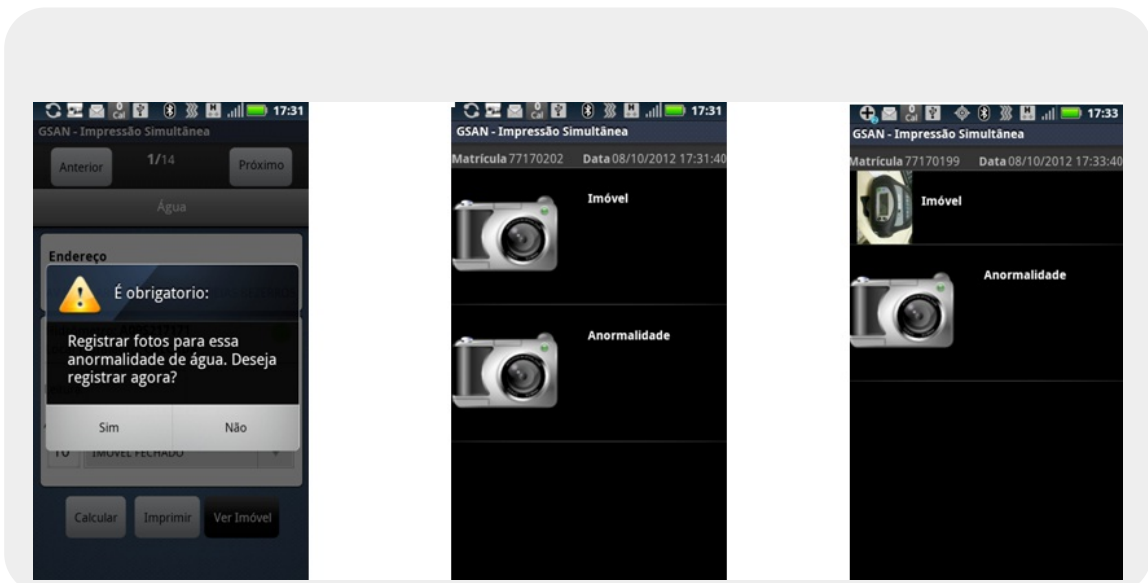 17:31
GSAN - Impressão Simultânea
Anterior
1/14
Próximo
Água
Endereço
É obrigatorio:
Registrar fotos para essa
anormalidade de água. Deseja
registrar agora?
Sim
Não
10
IMÓVEL FECHADO
Calcular
Imprimir
Ver Imóvel
17:31
GSAN - Impressão Simultânea
Matrícula 77170202 Data 08/10/2012 17:31:40
Imóvel
Anormalidade
17:33
GSAN - Impressão Simultânea
Matrícula 77170199 Data 08/10/2012 17:33:40
Imóvel
Anormalidade